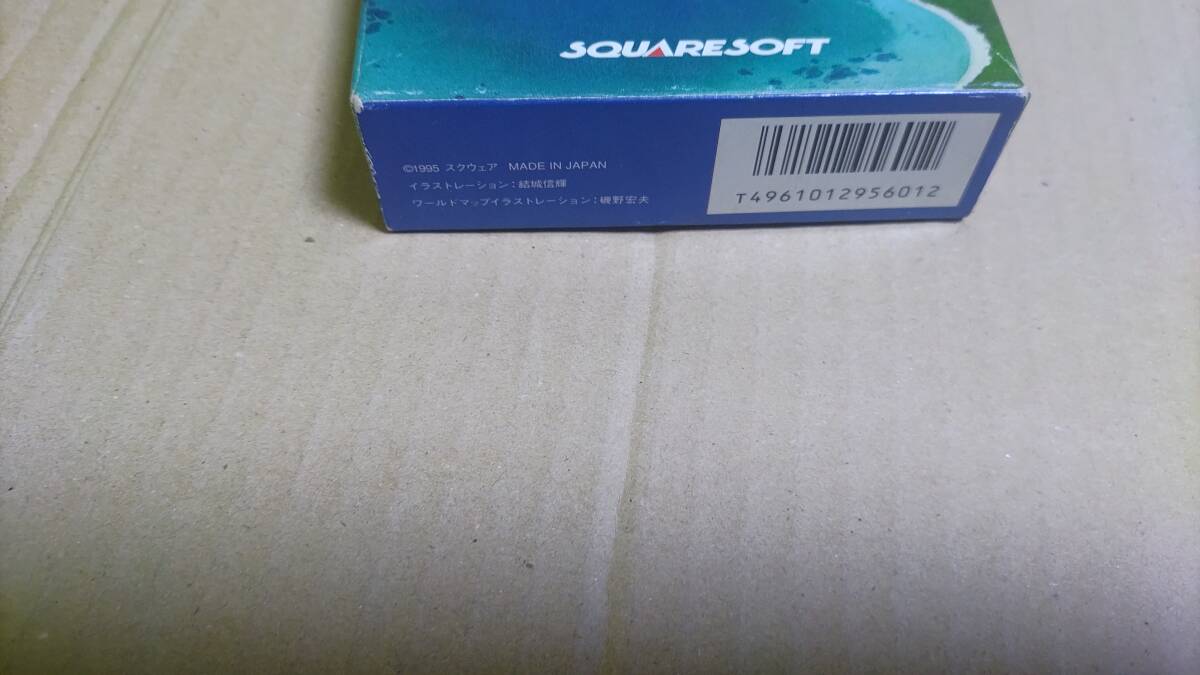 SQUARESOFT
©1995 スクウェア MADE IN JAPAN
イラストレーション：結城信輝
ワールドマップイラストレーション：磯野宏夫
T4961012956012